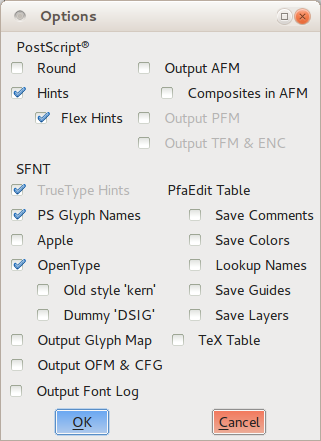 Options
PostScript®
Round Output AFM
Hints Composites in AFM
Flex Hints Output PFM
Output TFM & ENC
SFNT
TrueType Hints PfaEdit Table
PS Glyph Names Save Comments
Apple Save Colors
OpenType Lookup Names
Old style 'kern' Save Guides
Dummy 'DSIG' Save Layers
Output Glyph Map TeX Table
Output OFM & CFG
Output Font Log
OK Cancel